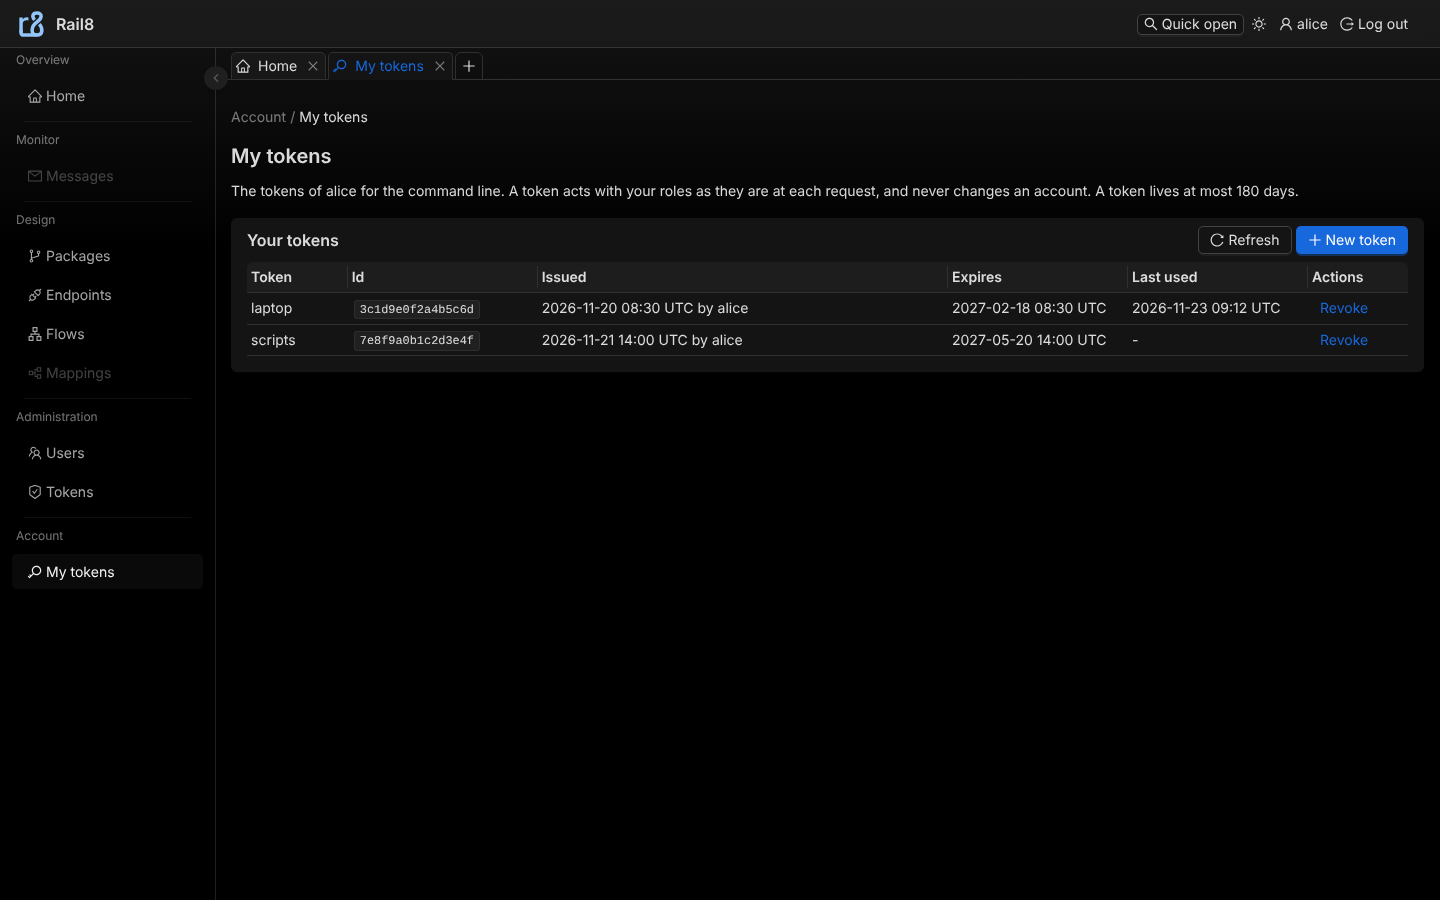 Rail8
Quick open
alice
Log out
Overview
Home
Monitor
Messages
Design
Packages
Endpoints
Flows
Mappings
Administration
Users
Tokens
Account
My tokens
Home
My tokens
Account / My tokens
My tokens
The tokens of alice for the command line. A token acts with your roles as they are at each request, and never changes an account. A token lives at most 180 days.
Your tokens
Refresh
New token
Token Id Issued Expires Last used Actions
laptop 3c1d9e0f2a4b5c6d 2026-11-20 08:30 UTC by alice 2027-02-18 08:30 UTC 2026-11-23 09:12 UTC Revoke
scripts 7e8f9a0b1c2d3e4f 2026-11-21 14:00 UTC by alice 2027-05-20 14:00 UTC - Revoke